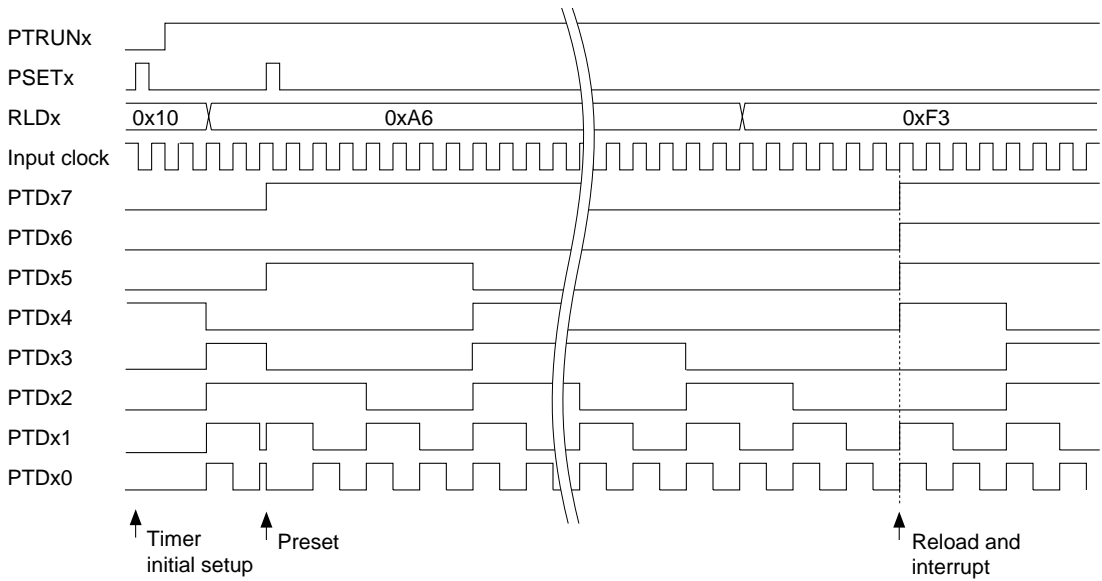 PTRUNx
PSETx
RLDx 0x10 0xA6 0xF3
Input clock
PTDx7
PTDx6
PTDx5
PTDx4
PTDx3
PTDx2
PTDx1
PTDx0
Timer
initial setup
Preset
Reload and
interrupt